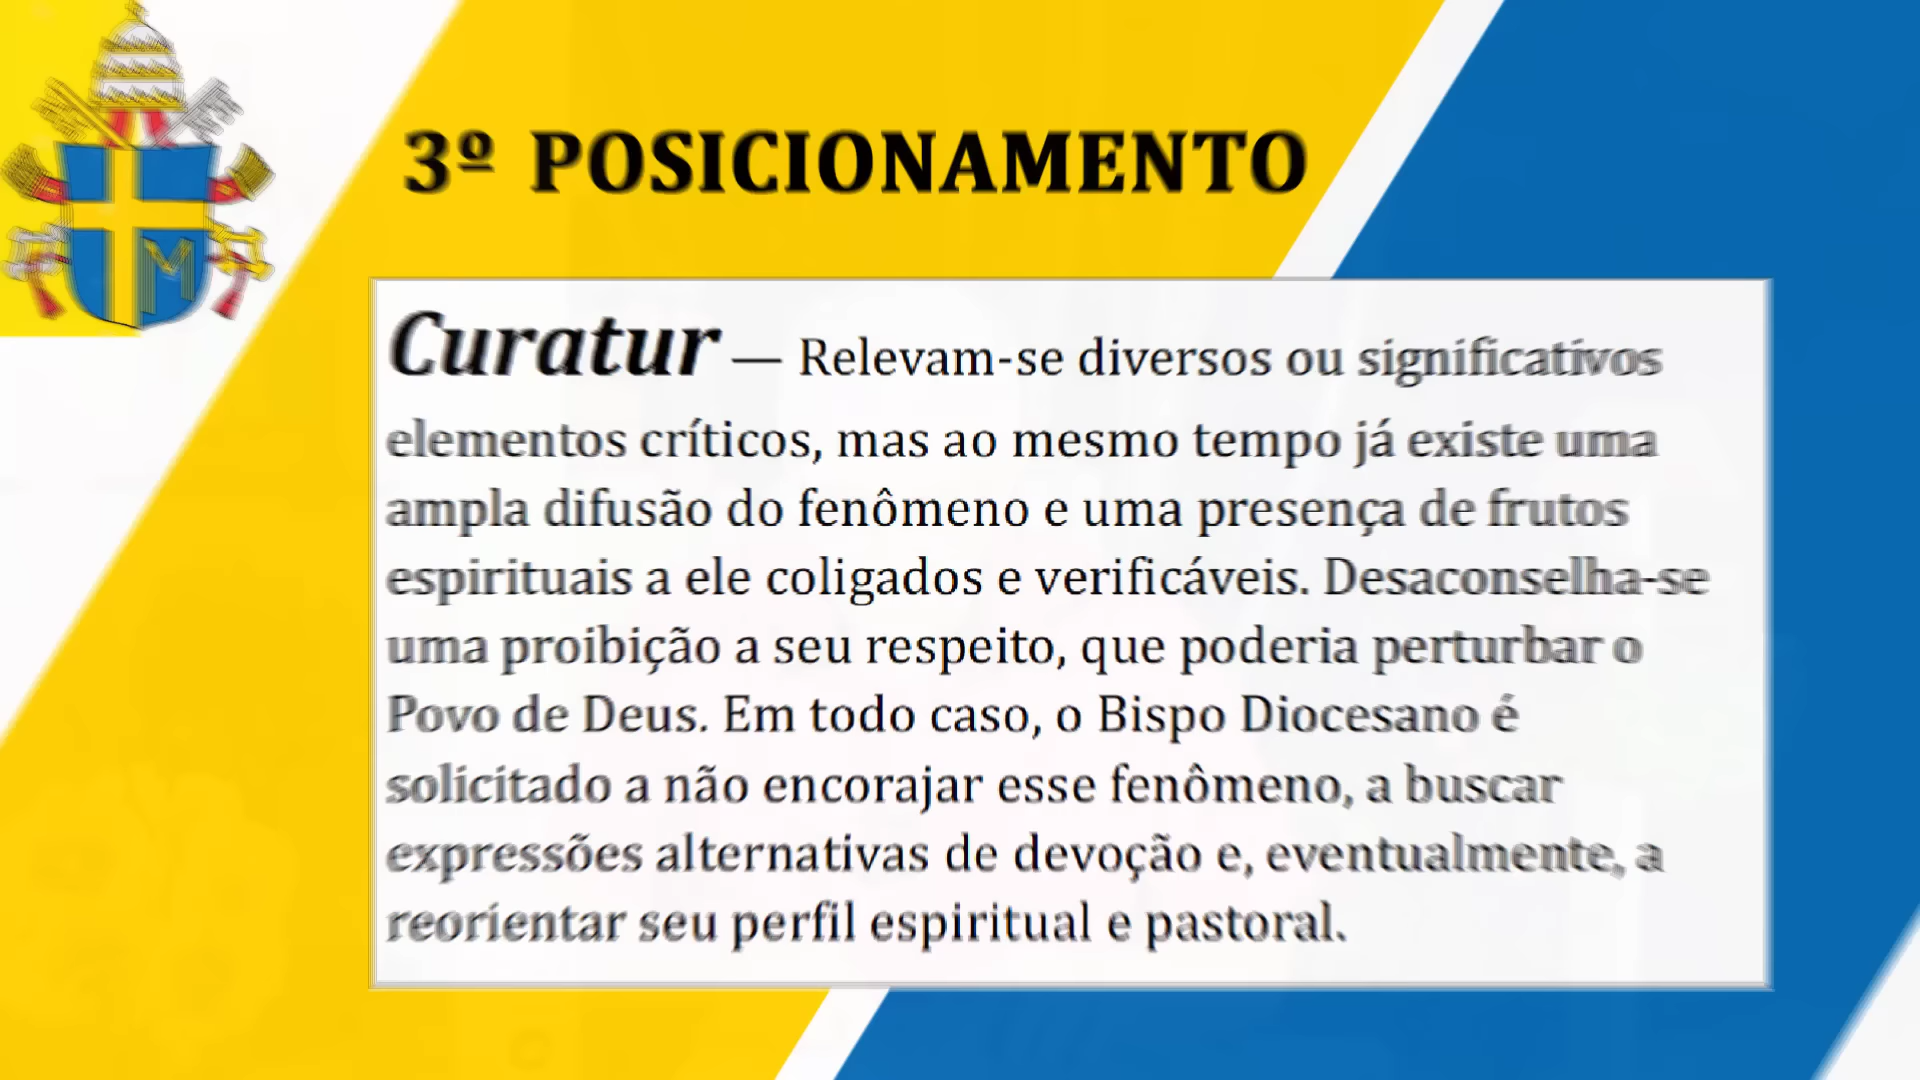 3º POSICIONAMENTO
Curatur — Relevam-se diversos ou significativos
elementos críticos, mas ao mesmo tempo já existe uma
ampla difusão do fenômeno e uma presença de frutos
espirituais a ele coligados e verificáveis. Desaconselha-se
uma proibição a seu respeito, que poderia perturbar o
Povo de Deus. Em todo caso, o Bispo Diocesano é
solicitado a não encorajar esse fenômeno, a buscar
expressões alternativas de devoção e, eventualmente, a
reorientar seu perfil espiritual e pastoral.